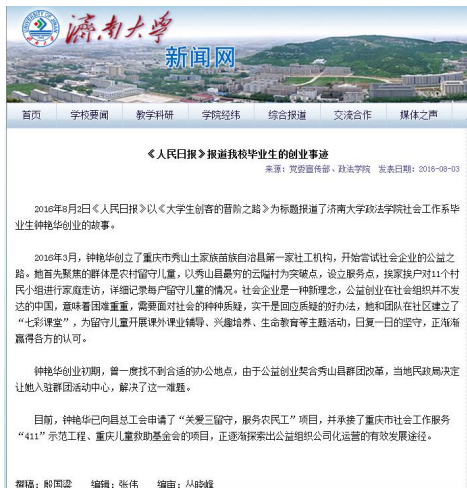 濟南大学
新闻网
首页 学校要闻 教学科研 学院经纬 综合报道 交流合作 媒体之声
《人民日报》报道我校毕业生的创业事迹
来源：党委宣传部、政法学院 发表日期：2016-08-03
2016年8月2日《人民日报》以《大学生创客的晋阶之路》为标题报道了济南大学政法学院社会工作系毕
业生钟艳华创业的故事。
2016年3月，钟艳华创立了重庆市秀山土家族苗族自治县第一家社工机构，开始尝试社会企业的公益之
路。她首先聚焦的群体是农村留守儿童，以秀山县最穷的云隘村为突破点，设立服务点，挨家挨户对11个村
民小组进行家庭走访，详细记录每户留守儿童的情况。社会企业是一种新理念，公益创业在社会组织并不发
达的中国，意味着困难重重，需要面对社会的种种质疑，实干是回应质疑的好办法，她和团队在社区建立了
“七彩课堂”，为留守儿童开展课外课业辅导、兴趣培养、生命教育等主题活动，日复一日的坚守，正渐渐
赢得各方的认可。
钟艳华创业初期，曾一度找不到合适的办公地点，由于公益创业契合秀山县群团改革，当地民政局决定
让她入驻群团活动中心，解决了这一难题。
目前，钟艳华已向县总工会申请了“关爱三留守，服务农民工”项目，并承接了重庆市社会工作服务
“411”示范工程、重庆儿童救助基金会的项目，正逐渐探索出公益组织公司化运营的有效发展途径。
撰稿：殷国梁 编辑：张伟 编审：丛晓峰